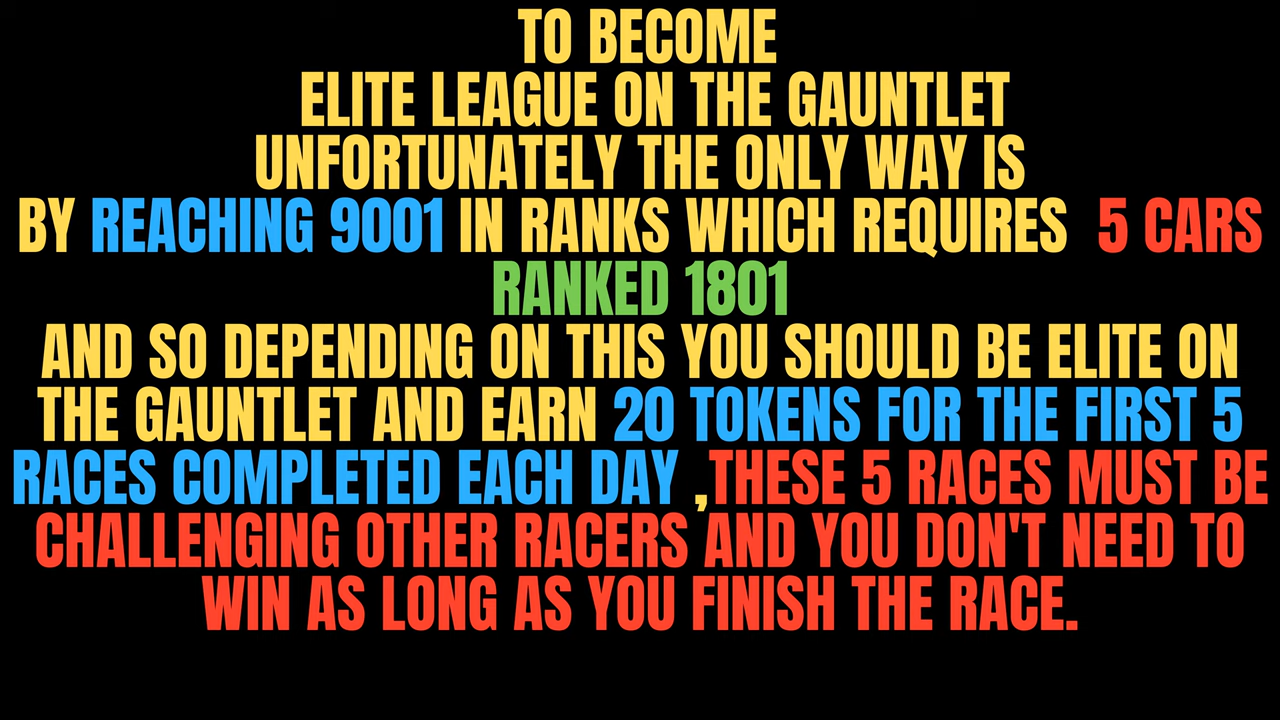 TO BECOME
ELITE LEAGUE ON THE GAUNTLET
UNFORTUNATELY THE ONLY WAY IS
BY REACHING 9001 IN RANKS WHICH REQUIRES 5 CARS
RANKED 1801
AND SO DEPENDING ON THIS YOU SHOULD BE ELITE ON
THE GAUNTLET AND EARN 20 TOKENS FOR THE FIRST 5
RACES COMPLETED EACH DAY ,THESE 5 RACES MUST BE
CHALLENGING OTHER RACERS AND YOU DON'T NEED TO
WIN AS LONG AS YOU FINISH THE RACE.